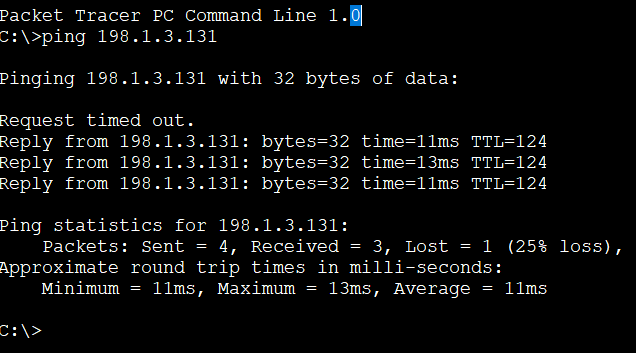 Packet Tracer PC Command Line 1.0
C:\>ping 198.1.3.131
Pinging 198.1.3.131 with 32 bytes of data:
Request timed out.
Reply from 198.1.3.131: bytes=32 time=11ms TTL=124
Reply from 198.1.3.131: bytes=32 time=13ms TTL=124
Reply from 198.1.3.131: bytes=32 time=11ms TTL=124
Ping statistics for 198.1.3.131:
Packets: Sent = 4, Received = 3, Lost = 1 (25% loss),
Approximate round trip times in milli-seconds:
Minimum = 11ms, Maximum = 13ms, Average = 11ms
C:\>